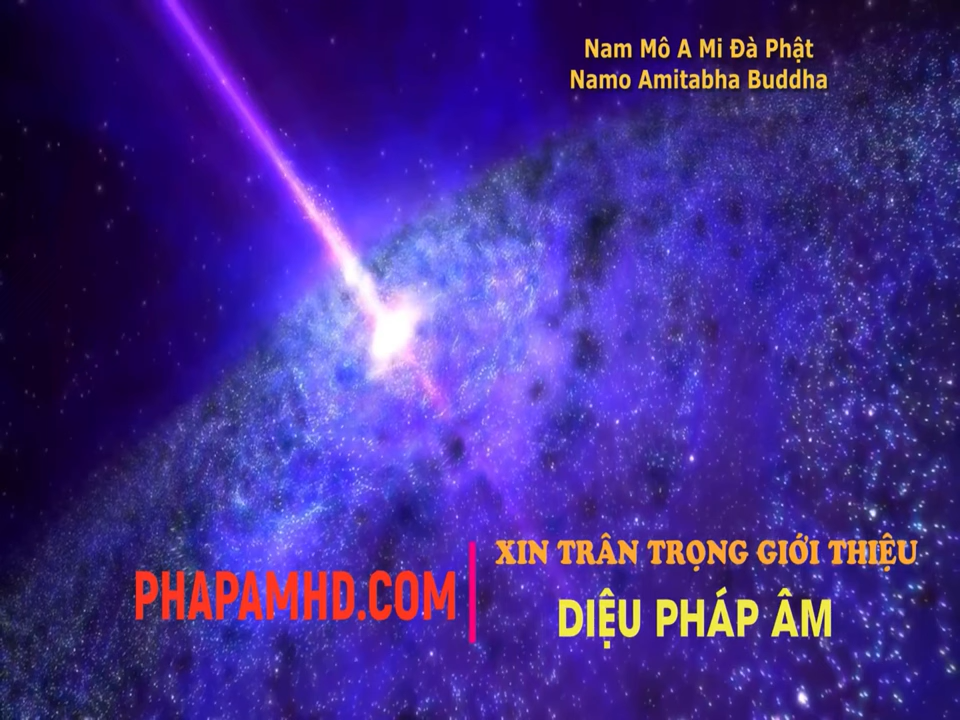 Nam Mô A Mi Đà Phật
Namo Amitabha Buddha
XIN TRÂN TRỌNG GIỚI THIỆU
PHAPAMHD.COM
DIỆU PHÁP ÂM